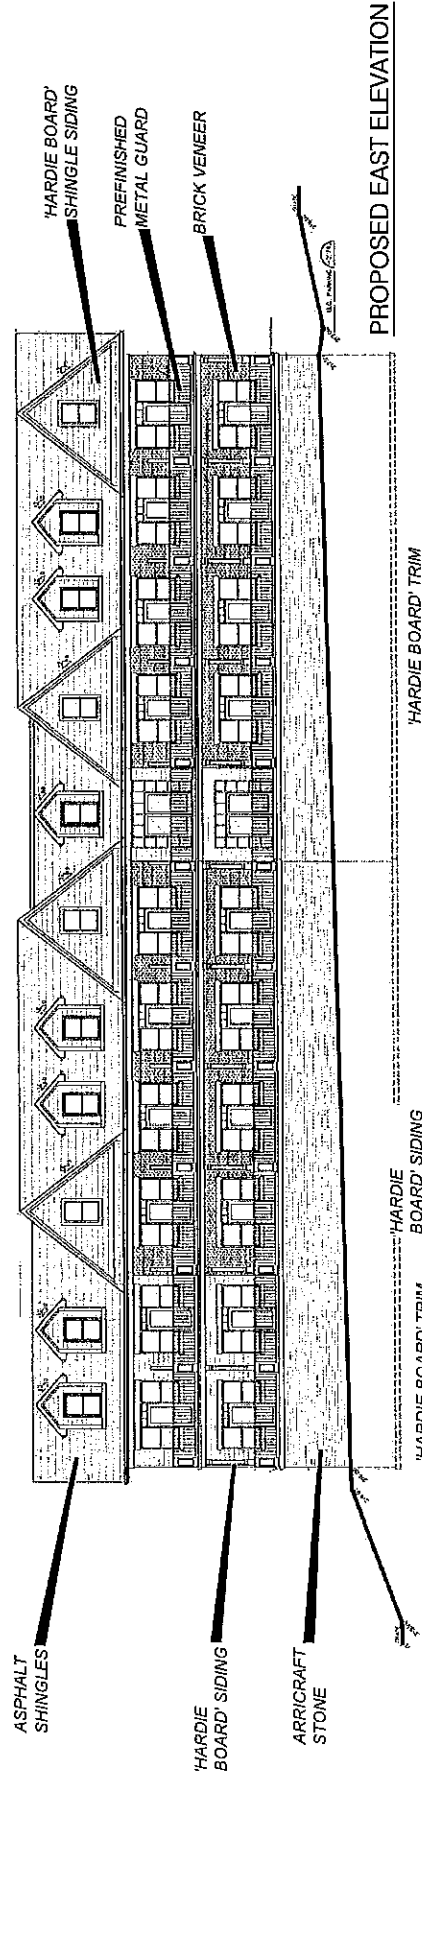 'HARDIE BOARD'
SHINGLE SIDING
PREFINISHED
METAL GUARD
BRICK VENEER
ASPHALT
SHINGLES
'HARDIE
BOARD' SIDING
ARRICRAFT
STONE
PROPOSED EAST ELEVATION
'HARDIE BOARD' TRIM
'HARDIE
BOARD' SIDING
'HARDIE BOARD' TRIM